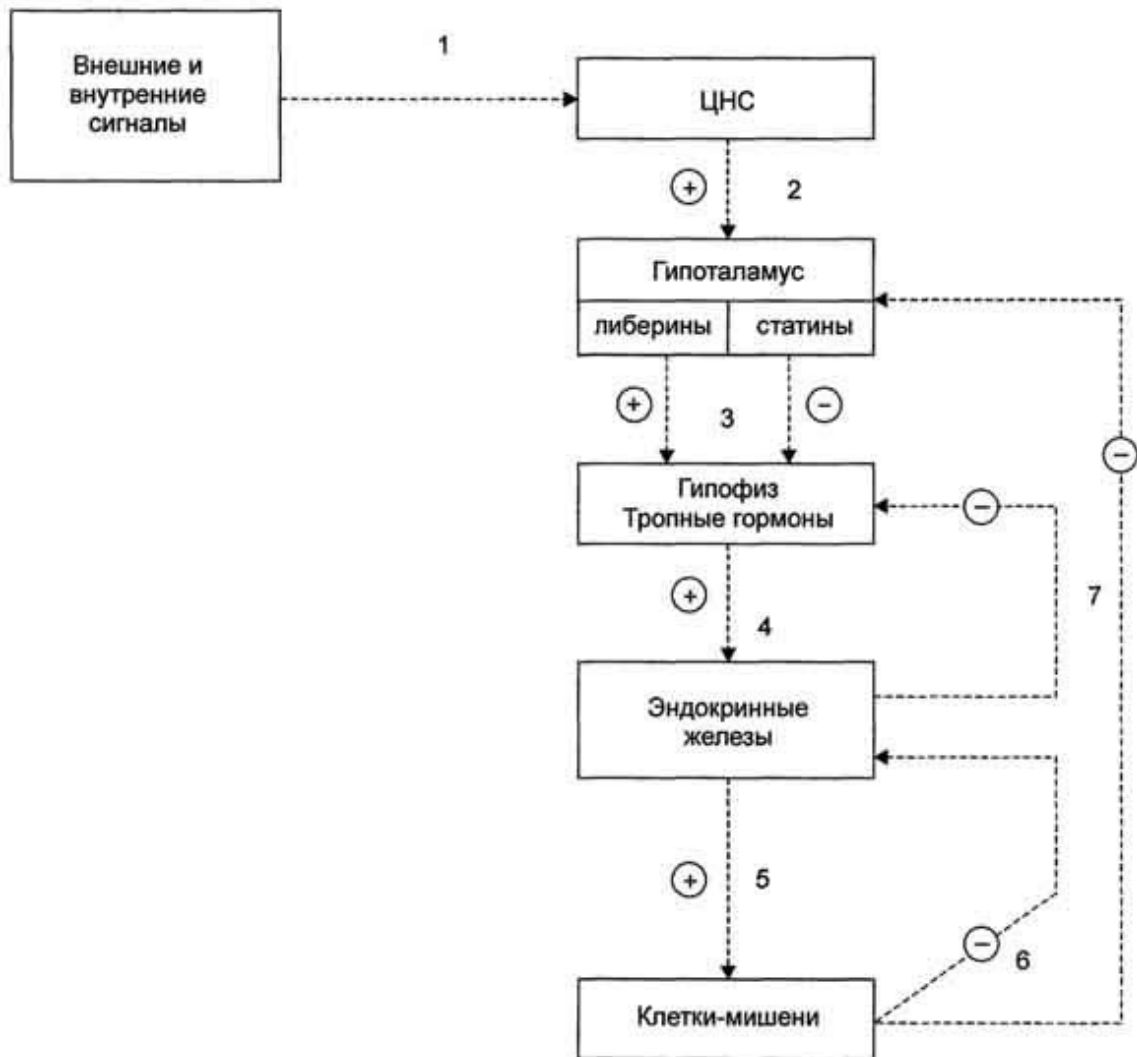 Внешние и
внутренние
сигналы
1
ЦНС
+
2
Гипоталамус
либерины
статины
+
3
−
−
Гипофиз
Тропные гормоны
−
+
4
7
Эндокринные
железы
+
5
−
6
Клетки-мишени